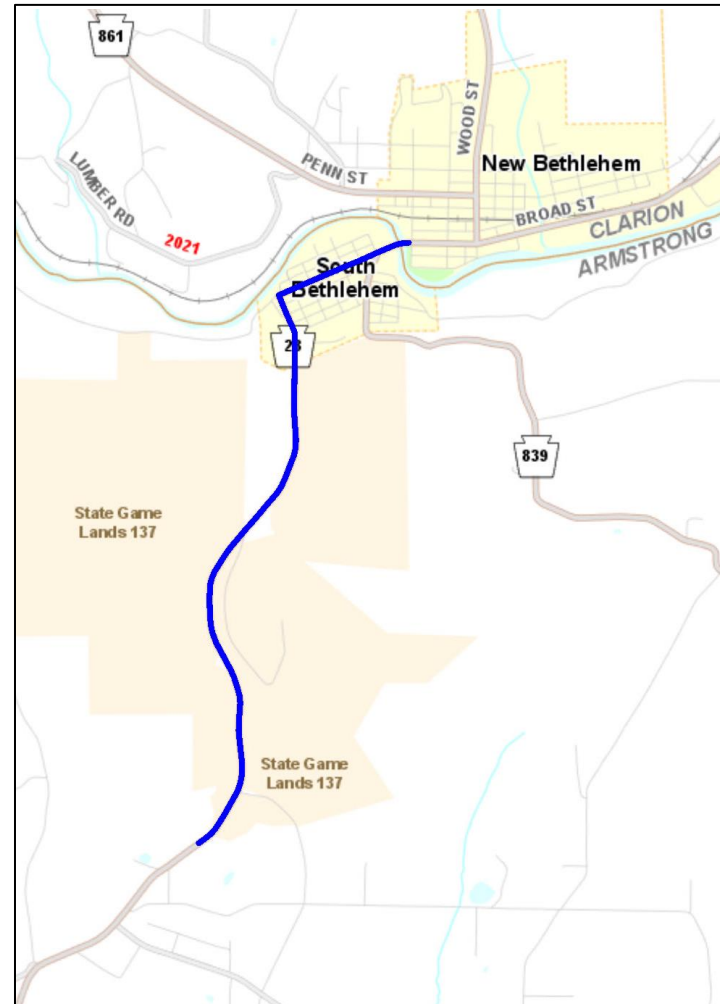 861
WOOD ST
PENN ST
New Bethlehem
LUMBER RD
BROAD ST
CLARION
ARMSTRONG
2021
South
Bethlehem
839
State Game
Lands 137
State Game
Lands 137